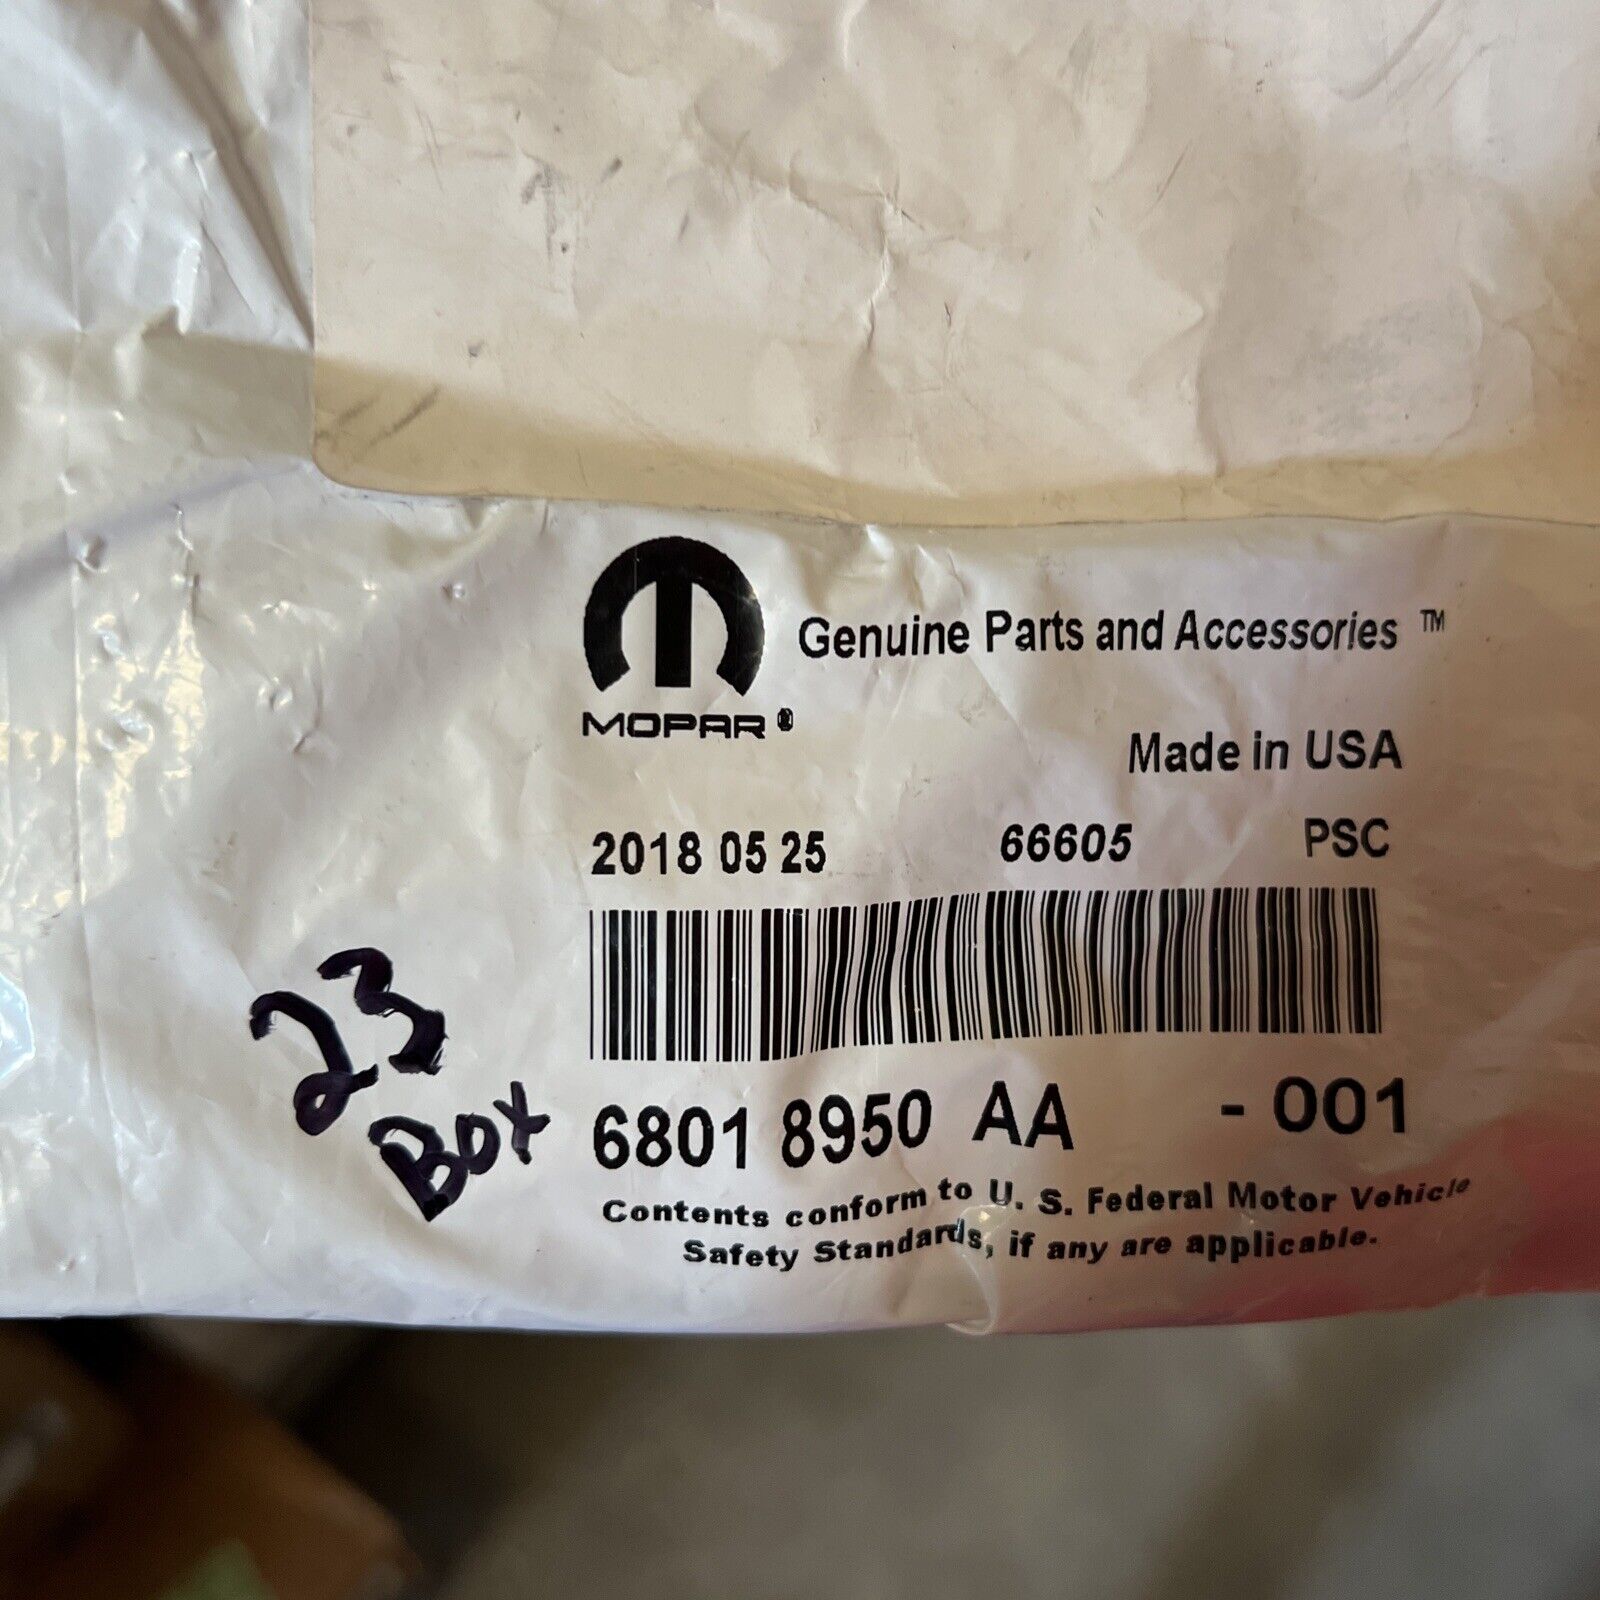 Genuine Parts and Accessories ™
MOPAR ®
Made in USA
2018 05 25 66605 PSC
23
Box
6801 8950 AA - 001
Contents conform to U. S. Federal Motor Vehicle
Safety Standards, if any are applicable.